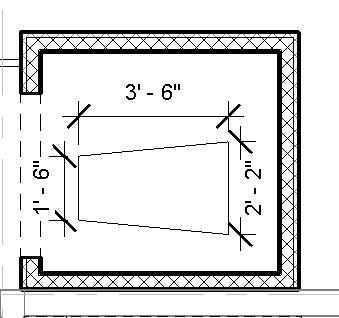 3' - 6"
1' - 6"
2' - 2"